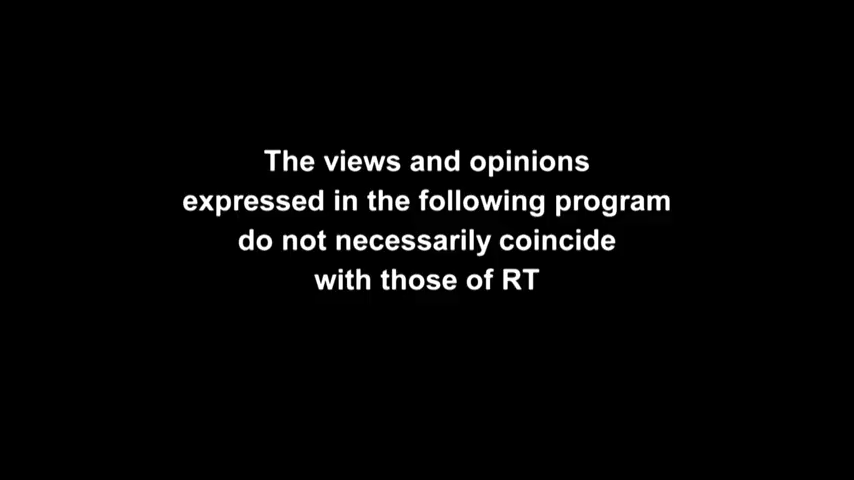 The views and opinions
expressed in the following program
do not necessarily coincide
with those of RT